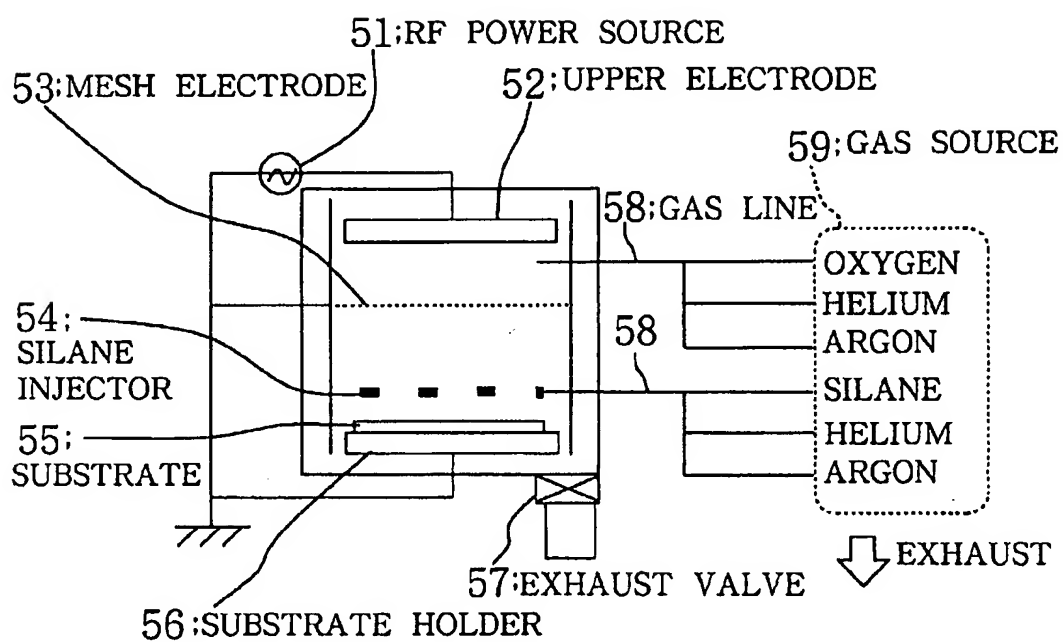 51;RF POWER SOURCE
53;MESH ELECTRODE
52;UPPER ELECTRODE
59;GAS SOURCE
58;GAS LINE
OXYGEN
HELIUM
ARGON
54;
SILANE
INJECTOR
58
SILANE
HELIUM
ARGON
55;
SUBSTRATE
57;EXHAUST VALVE
EXHAUST
56;SUBSTRATE HOLDER